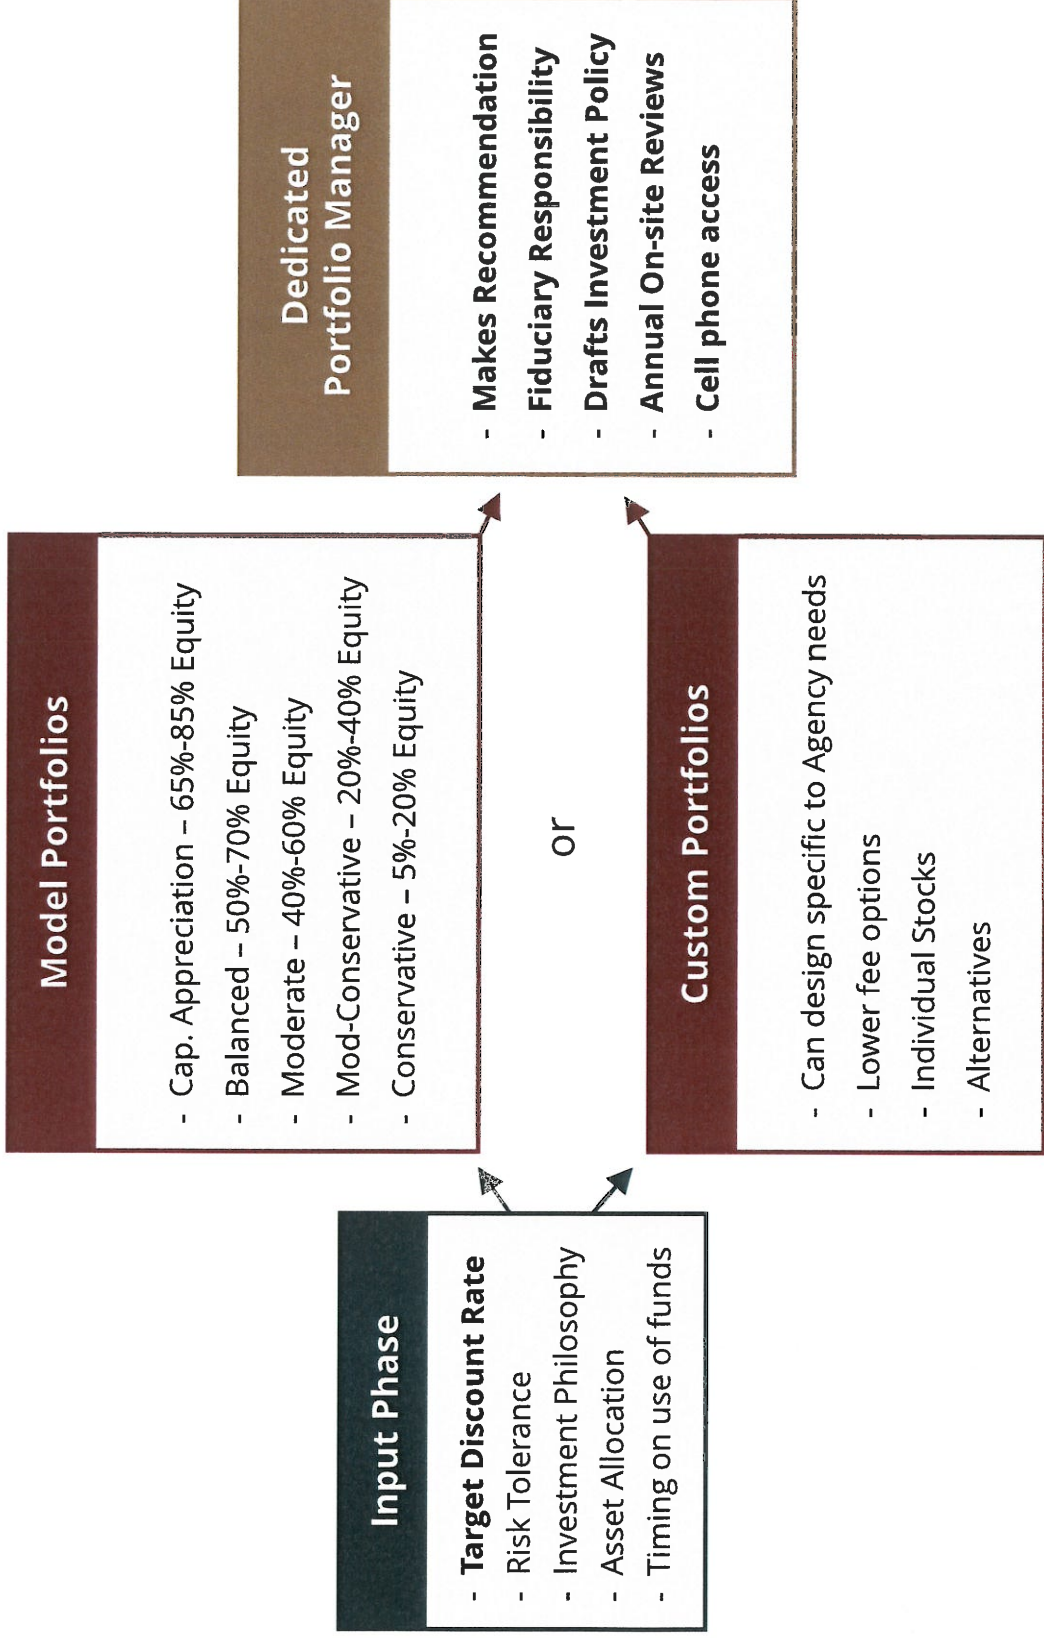 Input Phase
- Target Discount Rate
- Risk Tolerance
- Investment Philosophy
- Asset Allocation
- Timing on use of funds
Model Portfolios
- Cap. Appreciation – 65%-85% Equity
- Balanced – 50%-70% Equity
- Moderate – 40%-60% Equity
- Mod-Conservative – 20%-40% Equity
- Conservative – 5%-20% Equity
or
Custom Portfolios
- Can design specific to Agency needs
- Lower fee options
- Individual Stocks
- Alternatives
Dedicated
Portfolio Manager
- Makes Recommendation
- Fiduciary Responsibility
- Drafts Investment Policy
- Annual On-site Reviews
- Cell phone access